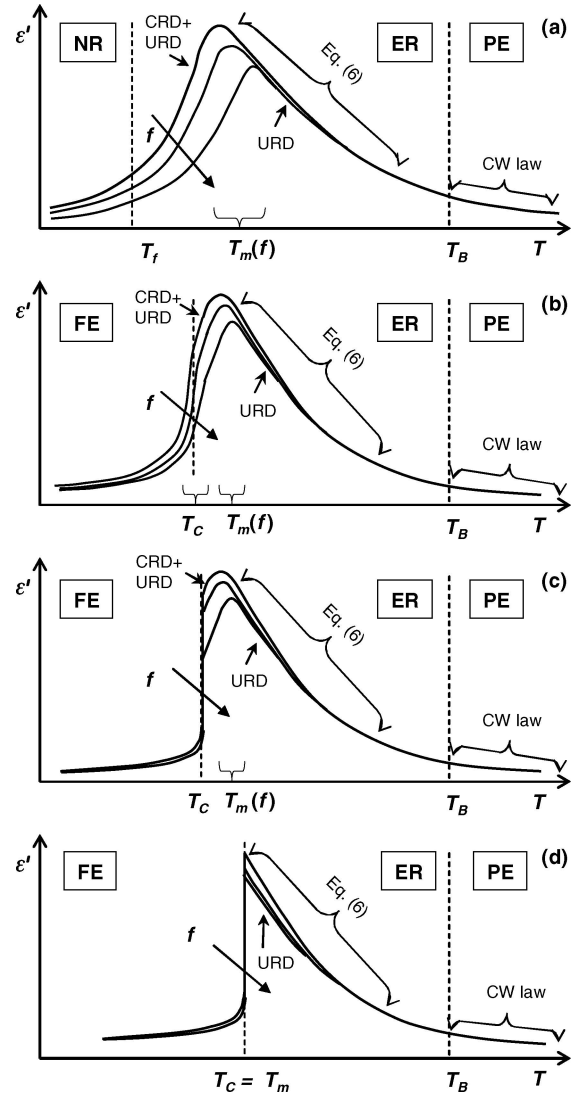 ε' NR CRD+ URD ER PE (a)
Eq. (6)
f
URD
CW law
T_f T_m(f) T_B T
ε' FE CRD+ URD ER PE (b)
Eq. (6)
f
URD
CW law
T_C T_m(f) T_B T
ε' FE CRD+ URD ER PE (c)
Eq. (6)
f
URD
CW law
T_C T_m(f) T_B T
ε' FE ER PE (d)
Eq. (6)
f
URD
CW law
T_C = T_m T_B T